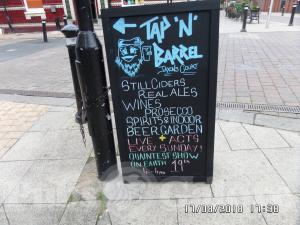 TAP 'N'
BARREL
STILL CIDERS
REAL ALES
WINES
PROSECCO
SPIRITS & INDOOR
BEER GARDEN
LIVE + ACTS
EVERY SUNDAY!
SHOW
ON EARTH 19th
17/08/2018 17:38